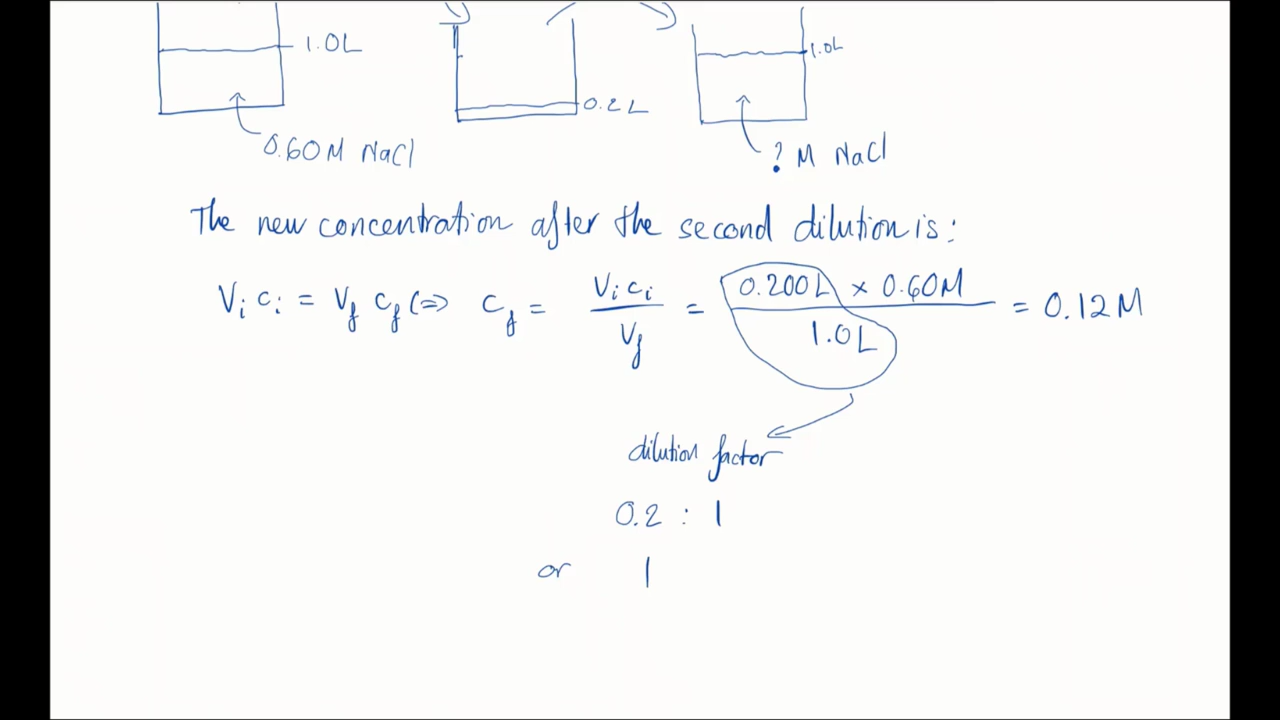 1.0L
0.2L
1.0L
0.60M NaCl
? M NaCl
The new concentration after the second dilution is:
Vi ci = Vf cf (=> cf = Vi ci / Vf = 0.200L × 0.60M / 1.0L = 0.12M
dilution factor
0.2 : 1
or 1